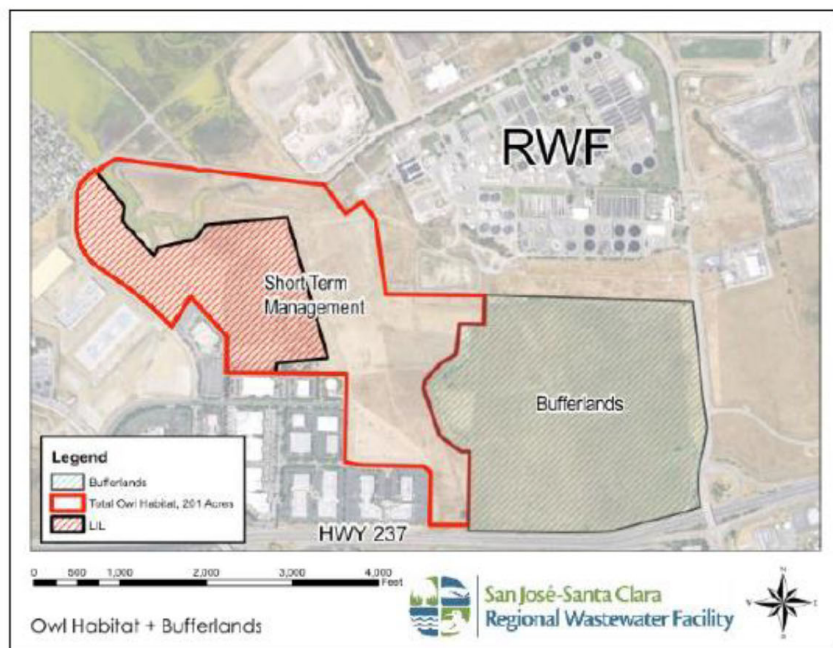 RWF
Short Term
Management
Bufferlands
Legend
Bufferlands
Total Owl Habitat, 201 Acres
LIL
HWY 237
0 500 1,000 2,000 3,000 4,000
Feet
San José-Santa Clara
Regional Wastewater Facility
N
Owl Habitat + Bufferlands